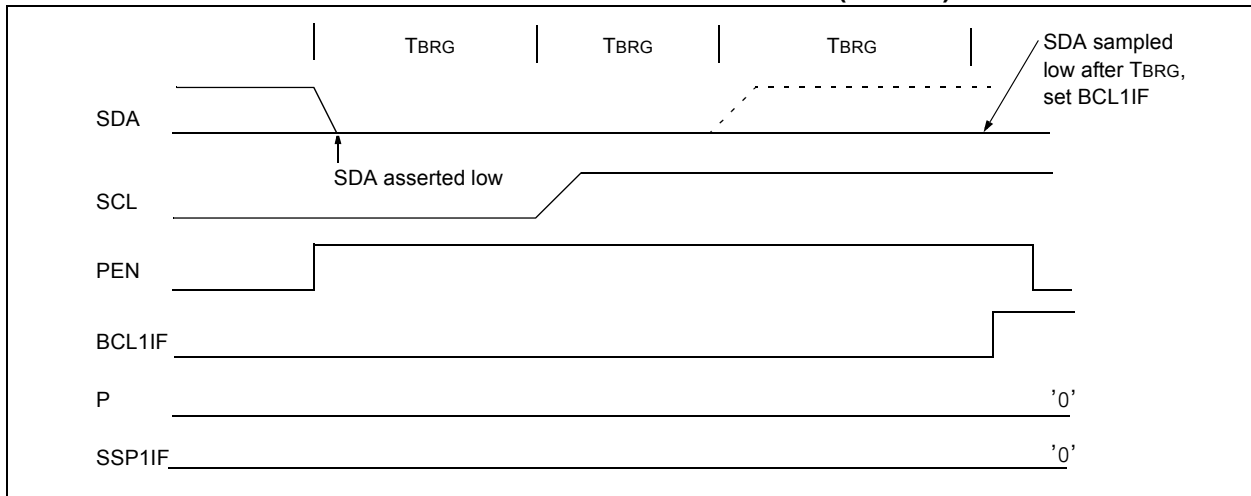 TBRG TBRG TBRG
SDA sampled
low after TBRG,
set BCL1IF
SDA
SDA asserted low
SCL
PEN
BCL1IF
P '0'
SSP1IF '0'